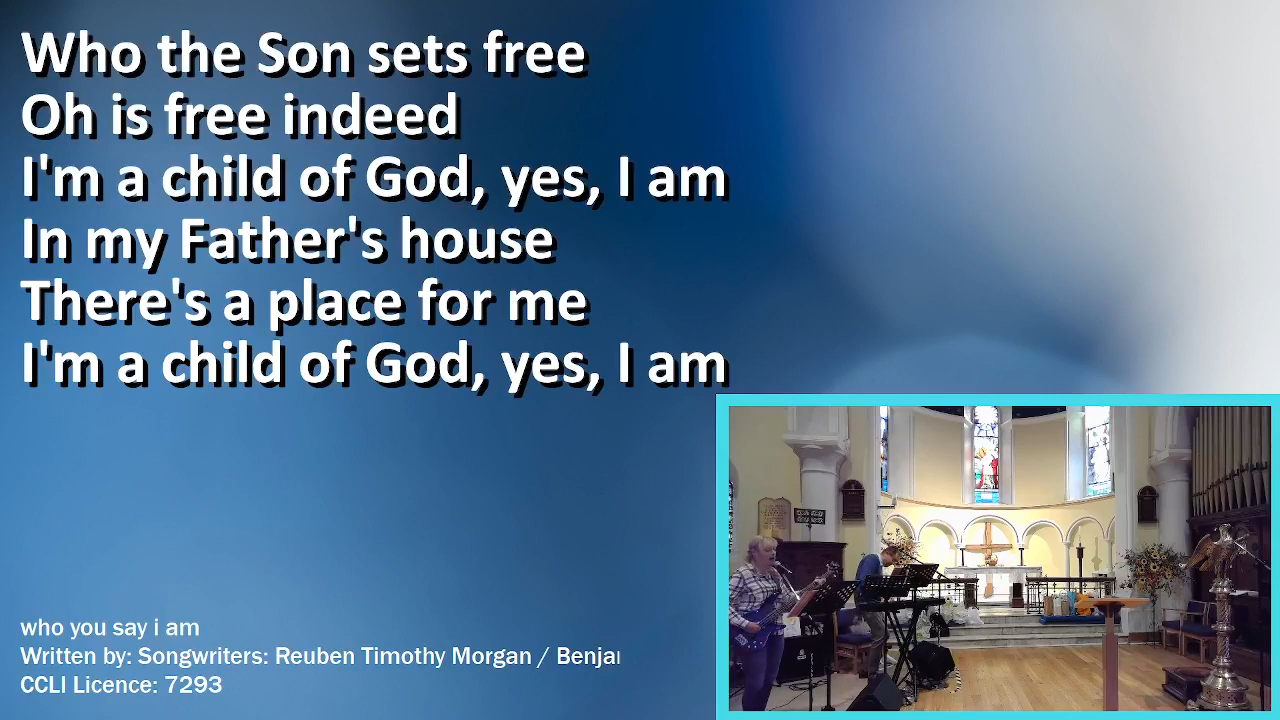 Who the Son sets free
Oh is free indeed
I'm a child of God, yes, I am
In my Father's house
There's a place for me
I'm a child of God, yes, I am
who you say i am
Written by: Songwriters: Reuben Timothy Morgan / Benja
CCLI Licence: 7293